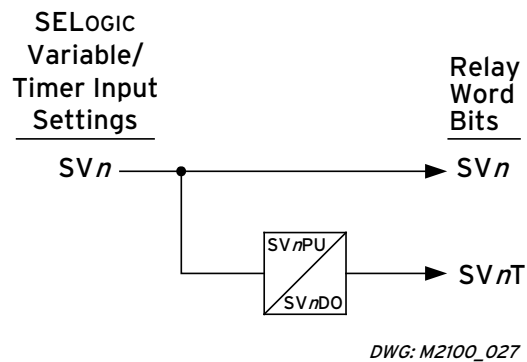 SELOGIC
Variable/
Timer Input
Settings
Relay
Word
Bits
SVn
SVn
SVnPU
SVnDO
SVnT
DWG: M2100_027